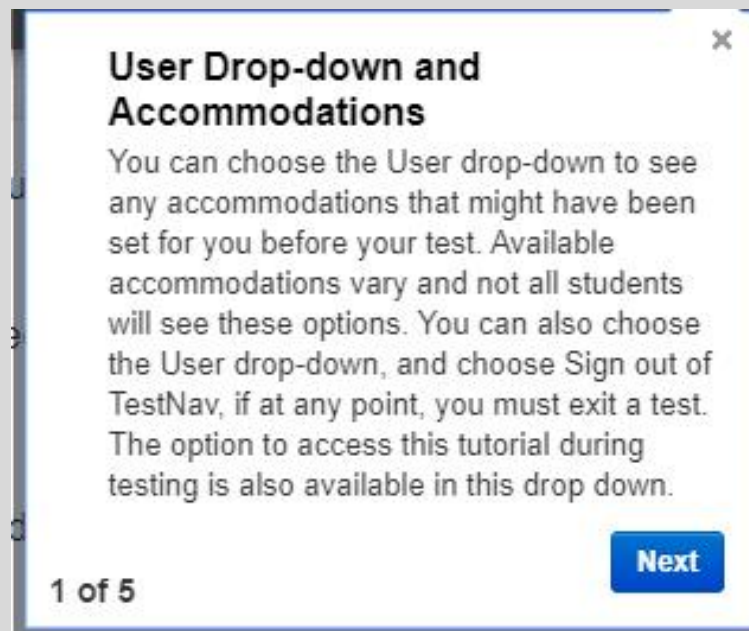 ×
User Drop-down and
Accommodations
You can choose the User drop-down to see
any accommodations that might have been
set for you before your test. Available
accommodations vary and not all students
will see these options. You can also choose
the User drop-down, and choose Sign out of
TestNav, if at any point, you must exit a test.
The option to access this tutorial during
testing is also available in this drop down.
Next
1 of 5